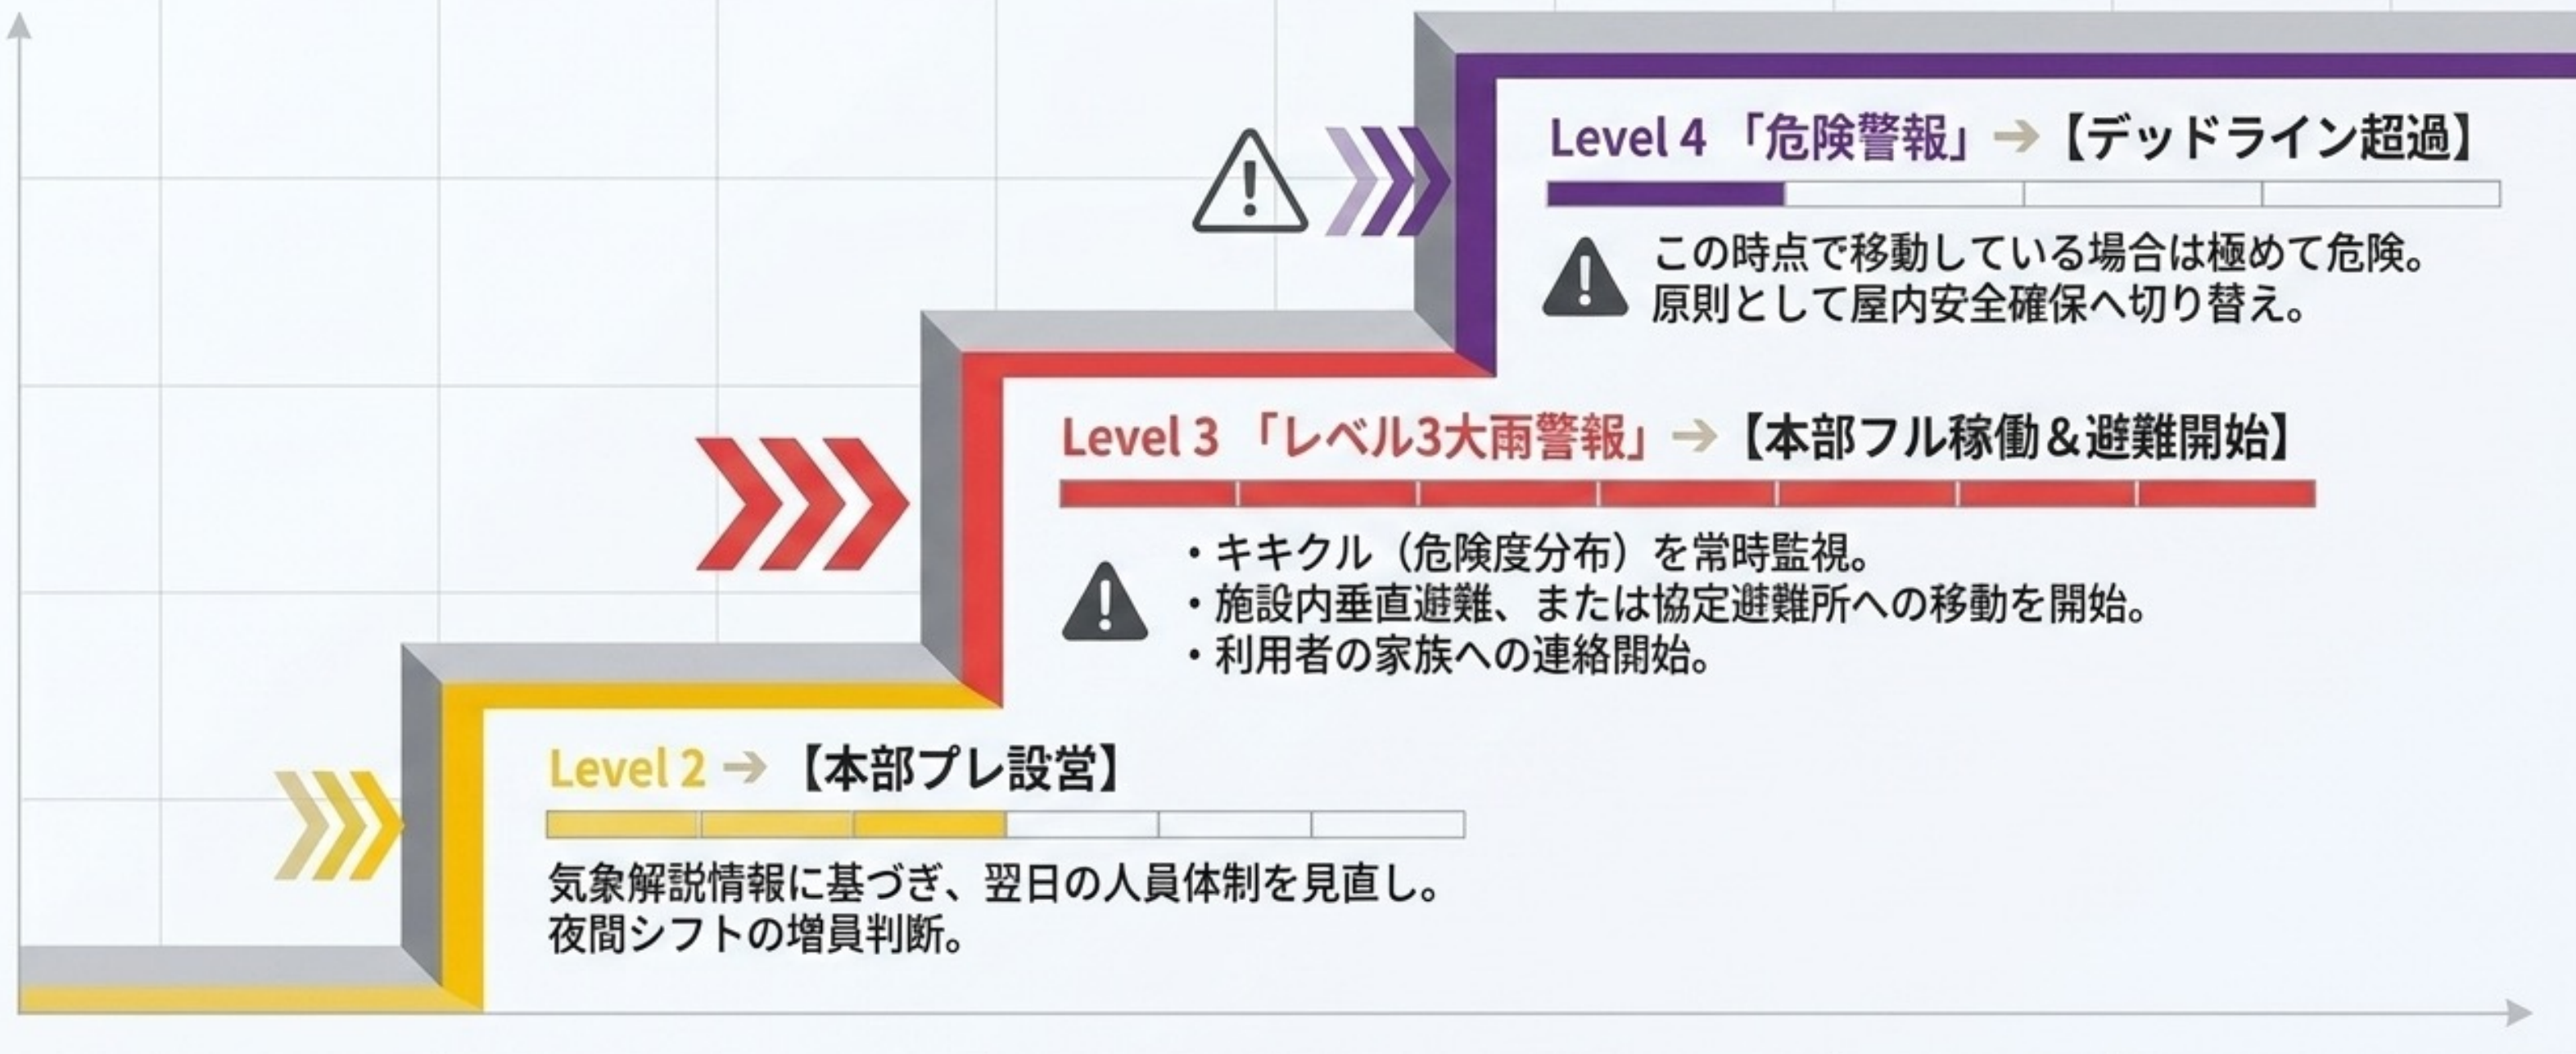 Level 4 「危険警報」 → 【デッドライン超過】
この時点で移動している場合は極めて危険。
原則として屋内安全確保へ切り替え。
Level 3 「レベル3大雨警報」 → 【本部フル稼働&避難開始】
・キキクル（危険度分布）を常時監視。
・施設内垂直避難、または協定避難所への移動を開始。
・利用者の家族への連絡開始。
Level 2 → 【本部プレ設営】
気象解説情報に基づぎ、翌日の人員体制を見直し。
夜間シフトの増員判断。